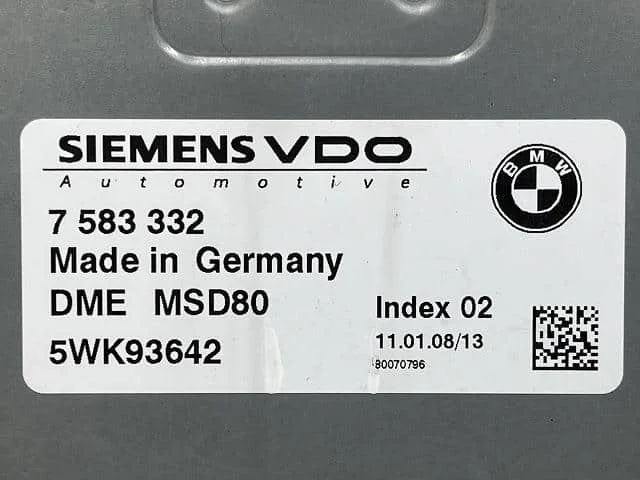 SIEMENS VDO
Automotive
BMW
7 583 332
Made in Germany
DME MSD80
Index 02
5WK93642
11.01.08/13
80070796